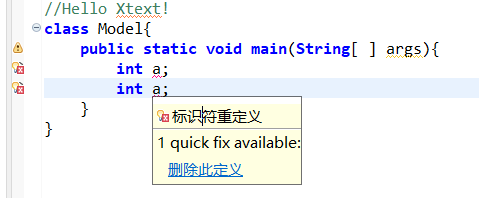 //Hello Xtext!
class Model{
public static void main(String[ ] args){
int a;
int a;
标识符重定义
1 quick fix available:
删除此定义
}
}